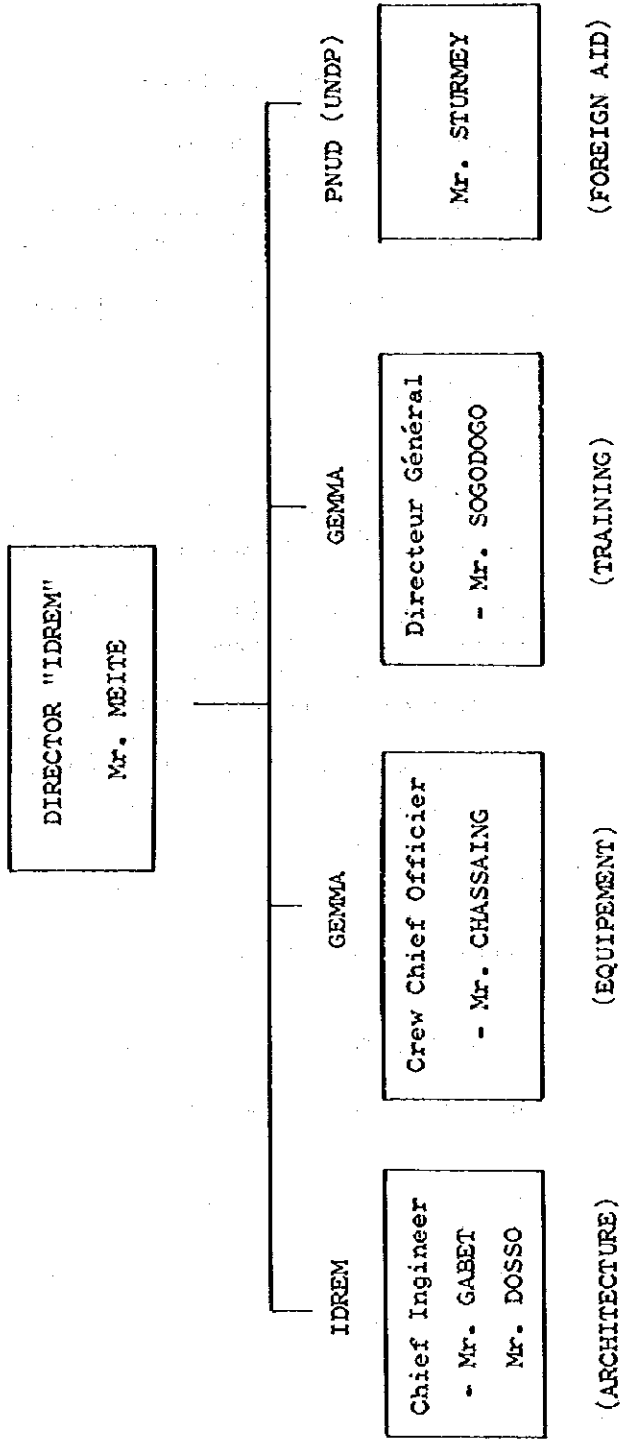 DIRECTOR "IDREM"
Mr. MEITE
IDREM
GEMMA
GEMMA
PNUD (UNDP)
Chief Ingineer
- Mr. GABET
Mr. DOSSO
Crew Chief Officier
- Mr. CHASSAING
Directeur Général
- Mr. SOGODOGO
Mr. STURMEY
(ARCHITECTURE)
(EQUIPEMENT)
(TRAINING)
(FOREIGN AID)